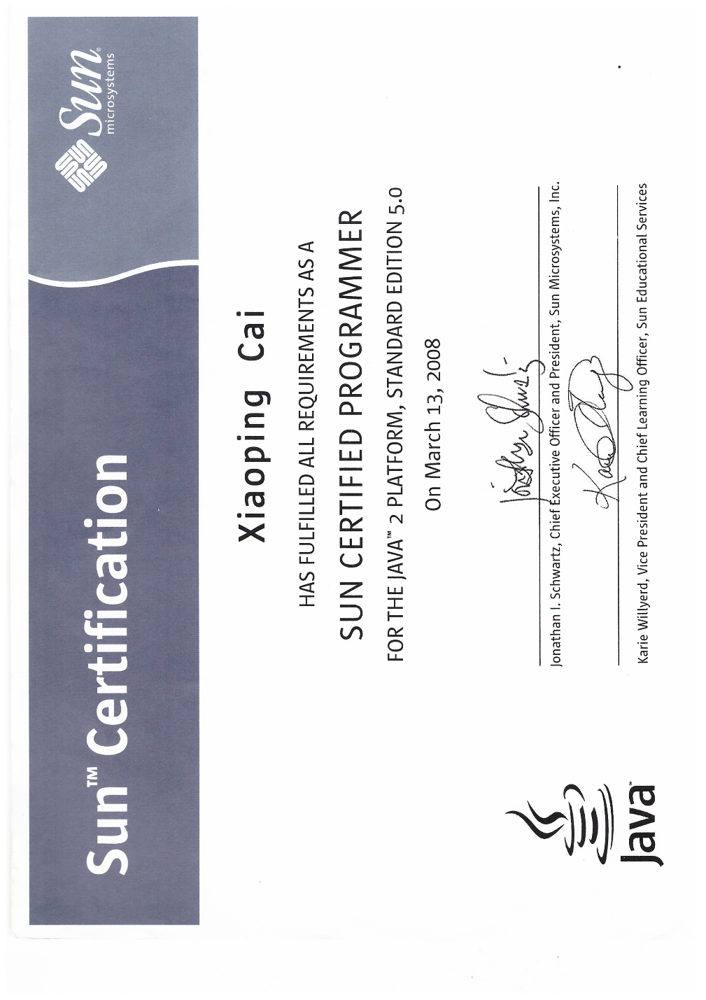 Sun™ Certification
Sun®
microsystems
Xiaoping Cai
HAS FULFILLED ALL REQUIREMENTS AS A
SUN CERTIFIED PROGRAMMER
FOR THE JAVA™ 2 PLATFORM, STANDARD EDITION 5.0
On March 13, 2008
Jonathan I. Schwartz, Chief Executive Officer and President, Sun Microsystems, Inc.
Karie Willyerd, Vice President and Chief Learning Officer, Sun Educational Services
Java™